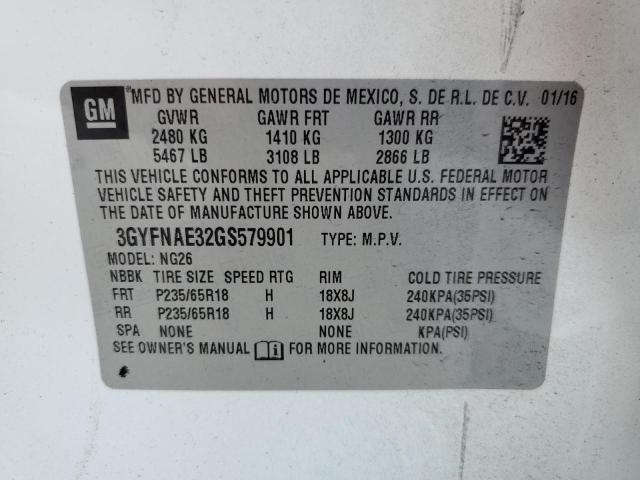 GM ®MFD BY GENERAL MOTORS DE MEXICO, S. DE R.L. DE C.V. 01/16
GVWR GAWR FRT GAWR RR
2480 KG 1410 KG 1300 KG
5467 LB 3108 LB 2866 LB
THIS VEHICLE CONFORMS TO ALL APPLICABLE U.S. FEDERAL MOTOR
VEHICLE SAFETY AND THEFT PREVENTION STANDARDS IN EFFECT ON
THE DATE OF MANUFACTURE SHOWN ABOVE.
3GYFNAE32GS579901 TYPE: M.P.V.
MODEL: NG26
NBBK TIRE SIZE SPEED RTG RIM COLD TIRE PRESSURE
FRT P235/65R18 H 18X8J 240KPA(35PSI)
RR P235/65R18 H 18X8J 240KPA(35PSI)
SPA NONE NONE KPA(PSI)
SEE OWNER'S MANUAL FOR MORE INFORMATION.